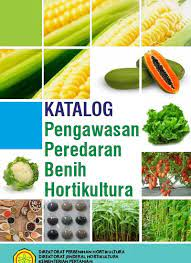 KATALOG
Pengawasan
Peredaran
Benih
Hortikultura
DIREKTORAT PERBENIHAN HORTIKULTURA
DIREKTORAT JENDERAL HORTIKULTURA
KEMENTERIAN PERTANIAN